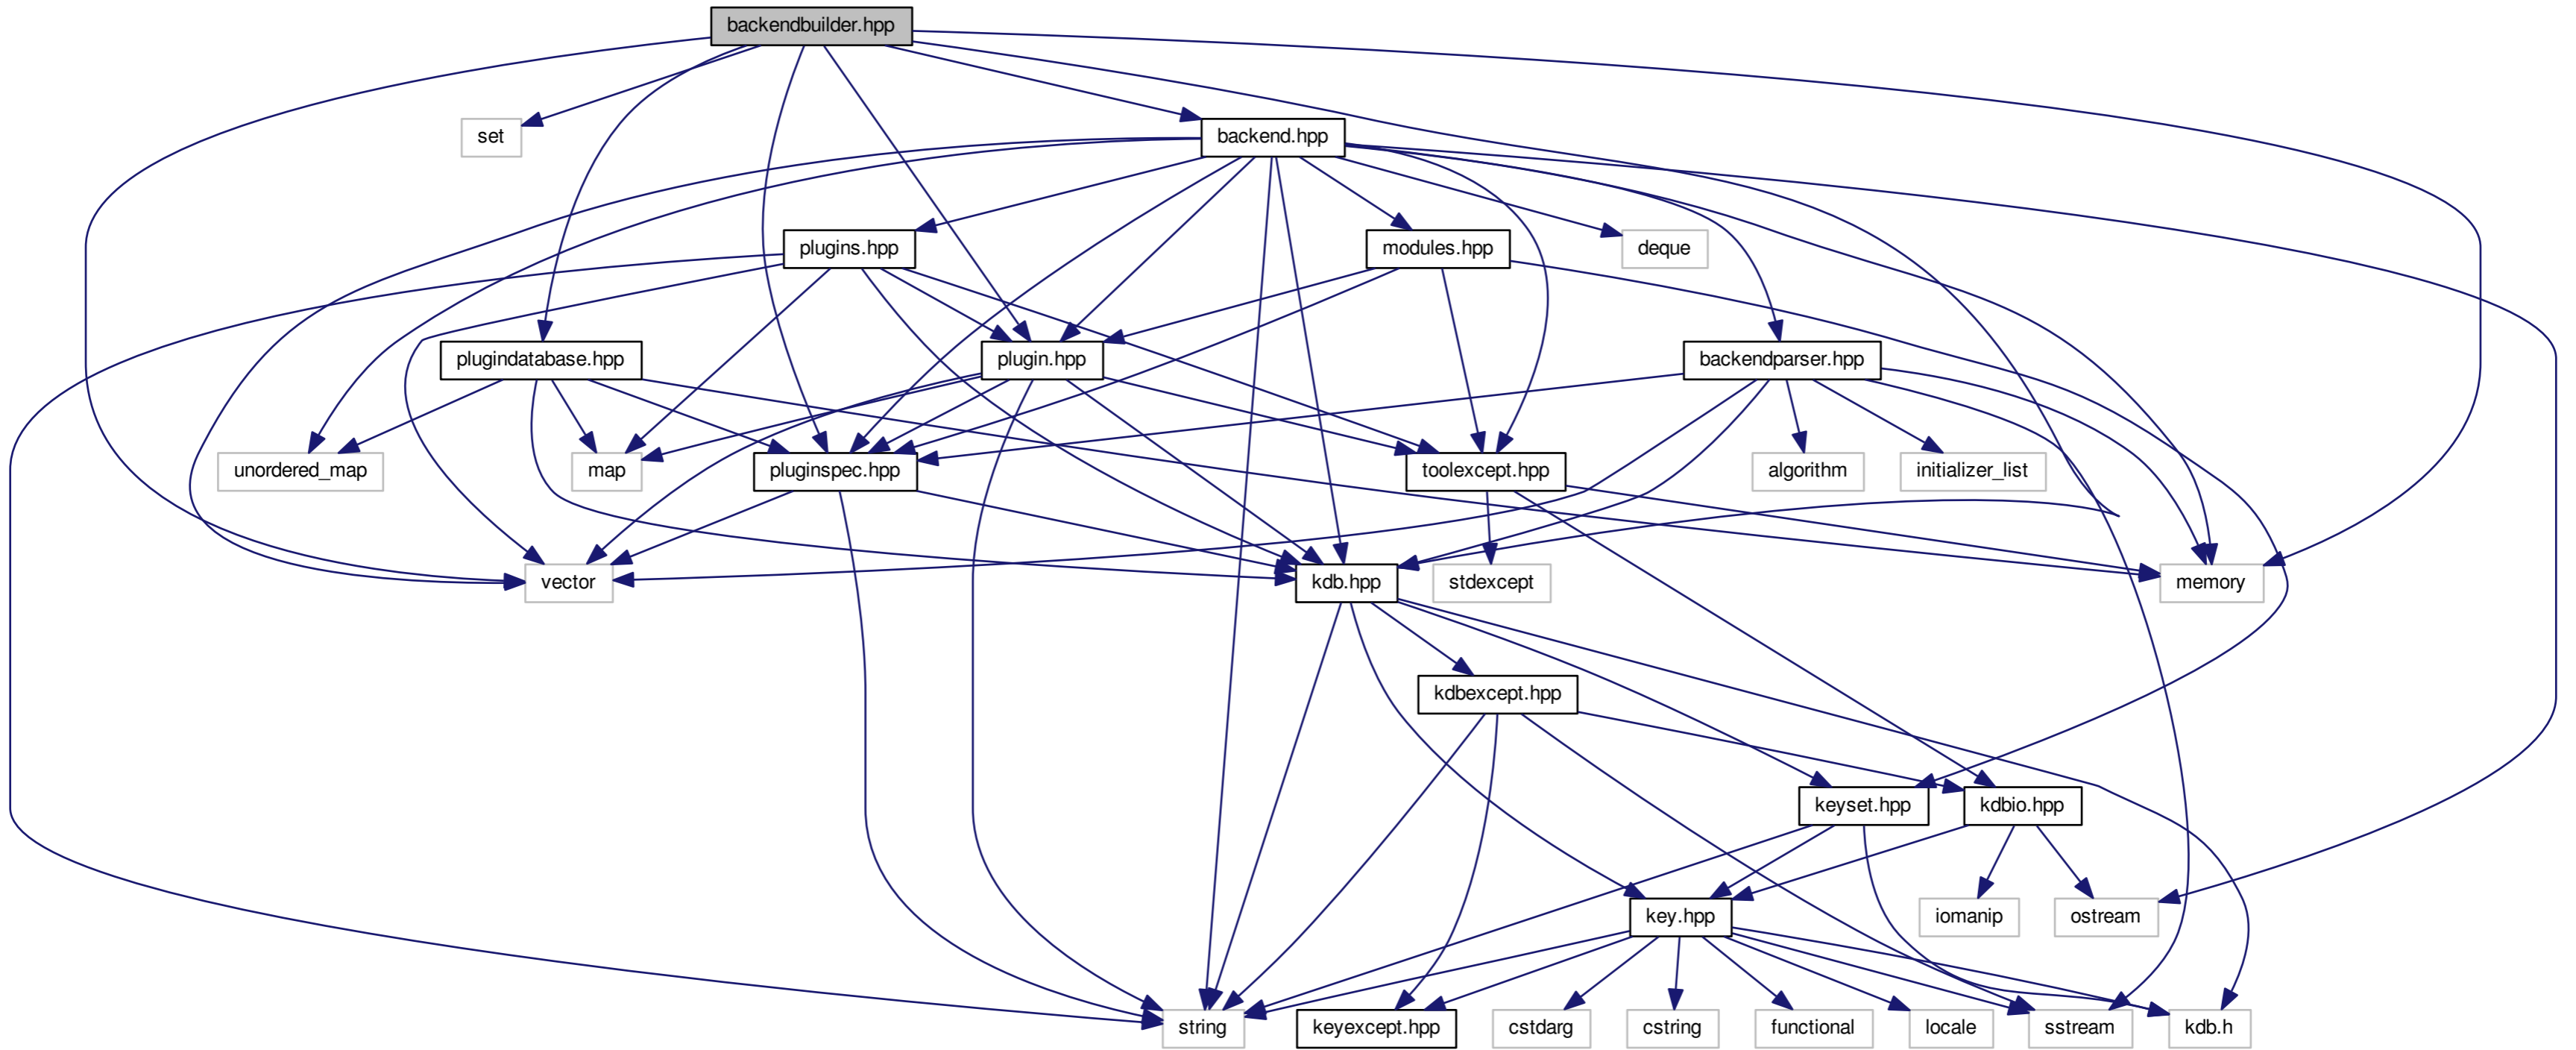 backendbuilder.hpp
set
backend.hpp
plugins.hpp
modules.hpp
deque
plugindatabase.hpp
plugin.hpp
backendparser.hpp
unordered_map
map
pluginspec.hpp
toolexcept.hpp
algorithm
initializer_list
vector
kdb.hpp
stdexcept
memory
kdbexcept.hpp
keyset.hpp
kdbio.hpp
key.hpp
iomanip
ostream
string
keyexcept.hpp
cstdarg
cstring
functional
locale
sstream
kdb.h